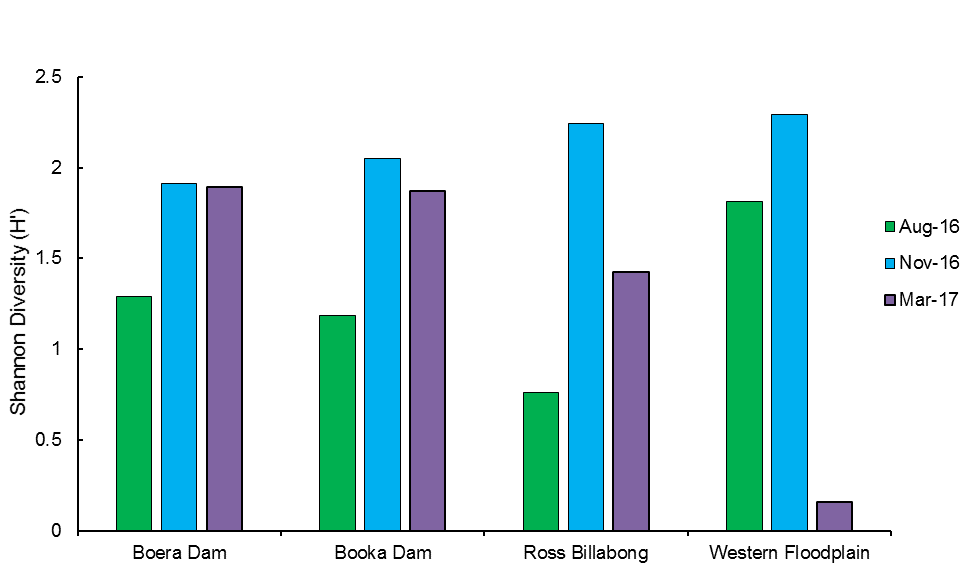 2.5
2
1.5
1
0.5
0
Shannon Diversity (H')
Boera Dam
Booka Dam
Ross Billabong
Western Floodplain
Aug-16
Nov-16
Mar-17